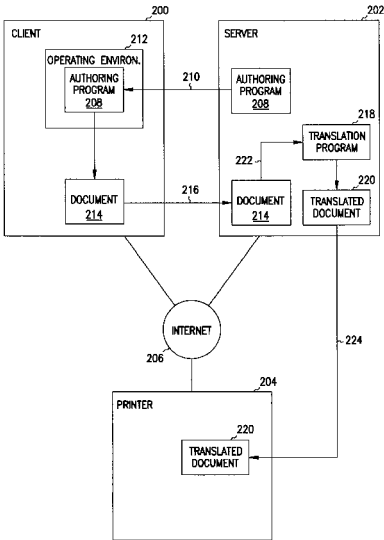 200
202
CLIENT
SERVER
212
OPERATING ENVIRON.
AUTHORING
PROGRAM
208
210
AUTHORING
PROGRAM
208
218
TRANSLATION
PROGRAM
222
220
DOCUMENT
214
216
DOCUMENT
214
TRANSLATED
DOCUMENT
INTERNET
206
224
204
PRINTER
220
TRANSLATED
DOCUMENT